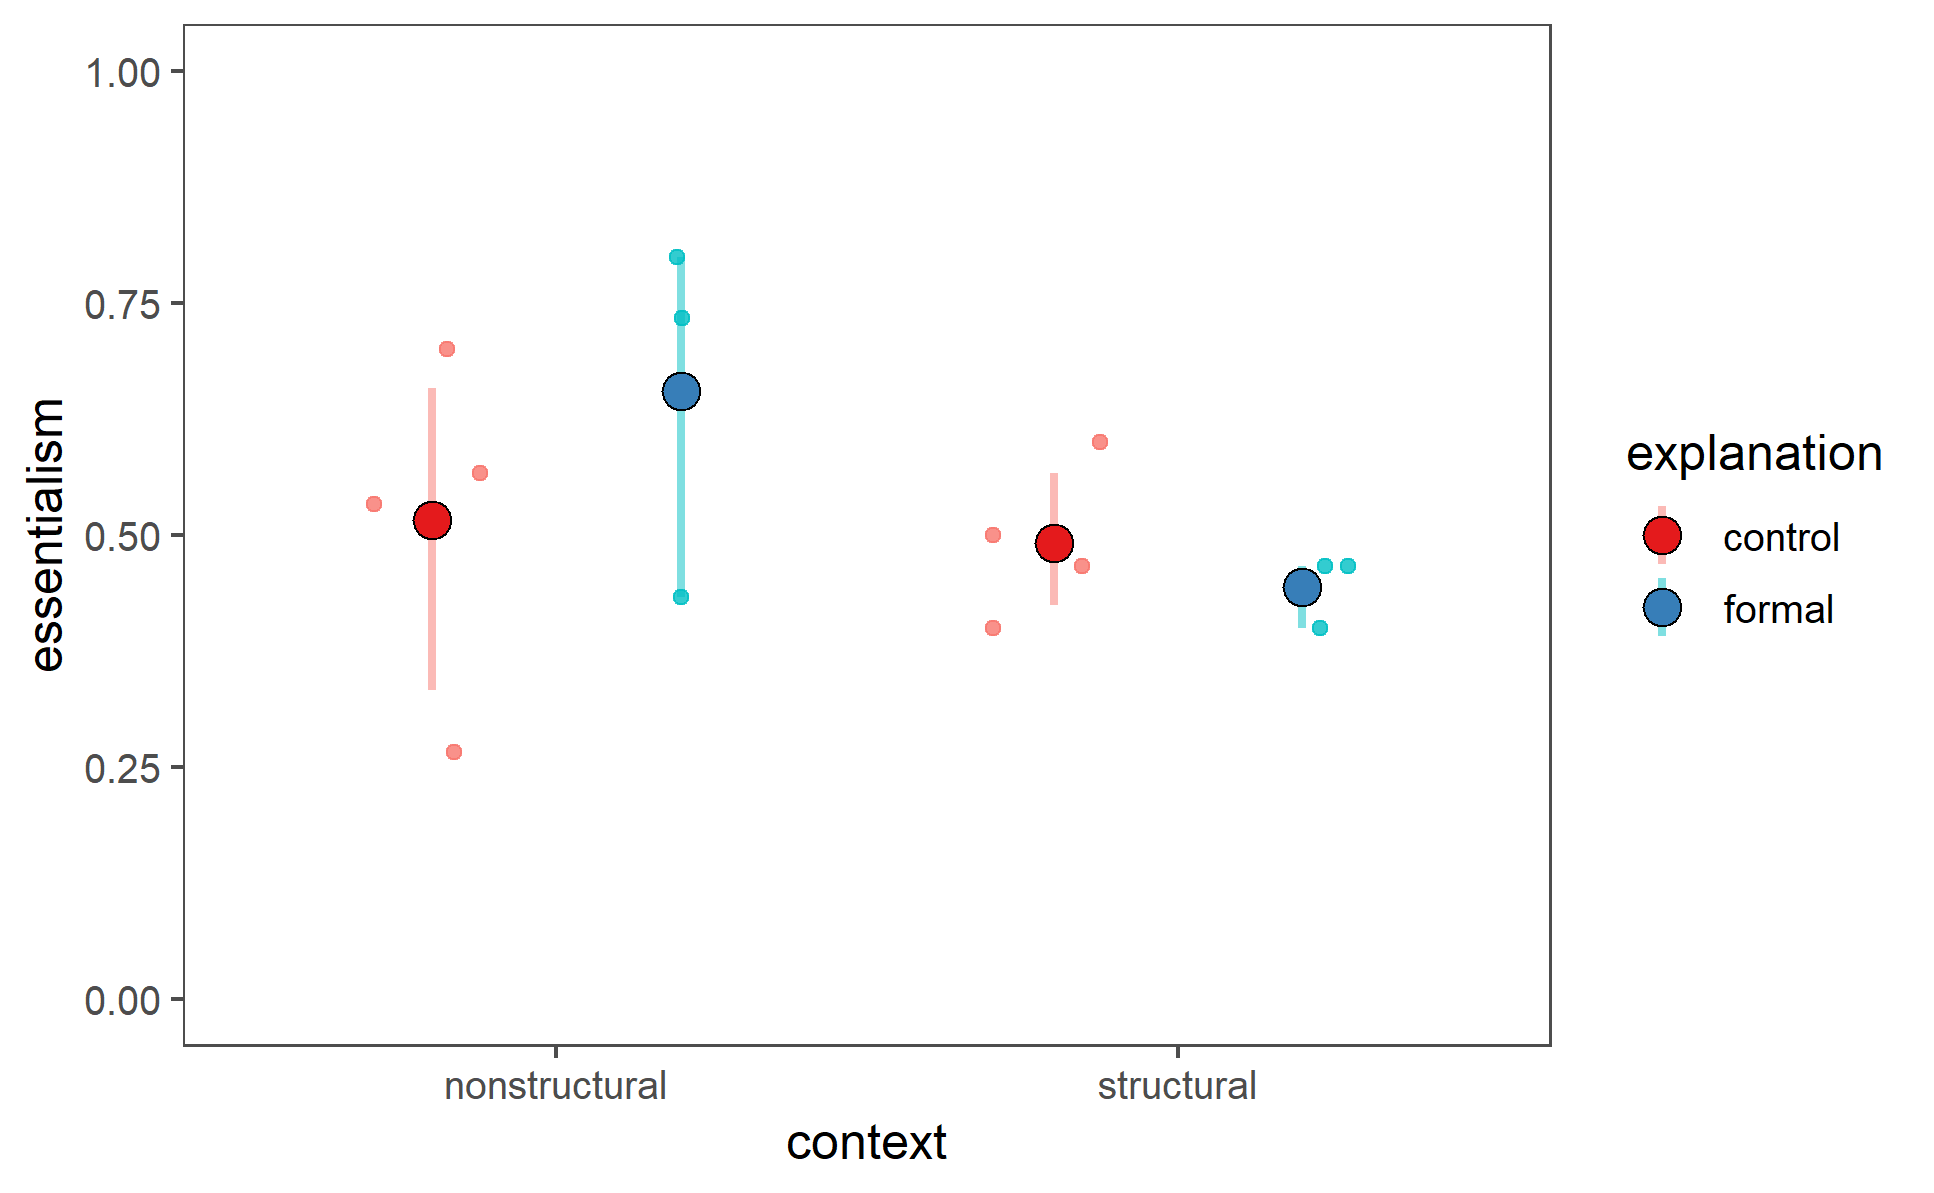 essentialism
1.00
0.75
0.50
0.25
0.00
nonstructural
structural
context
explanation
control
formal